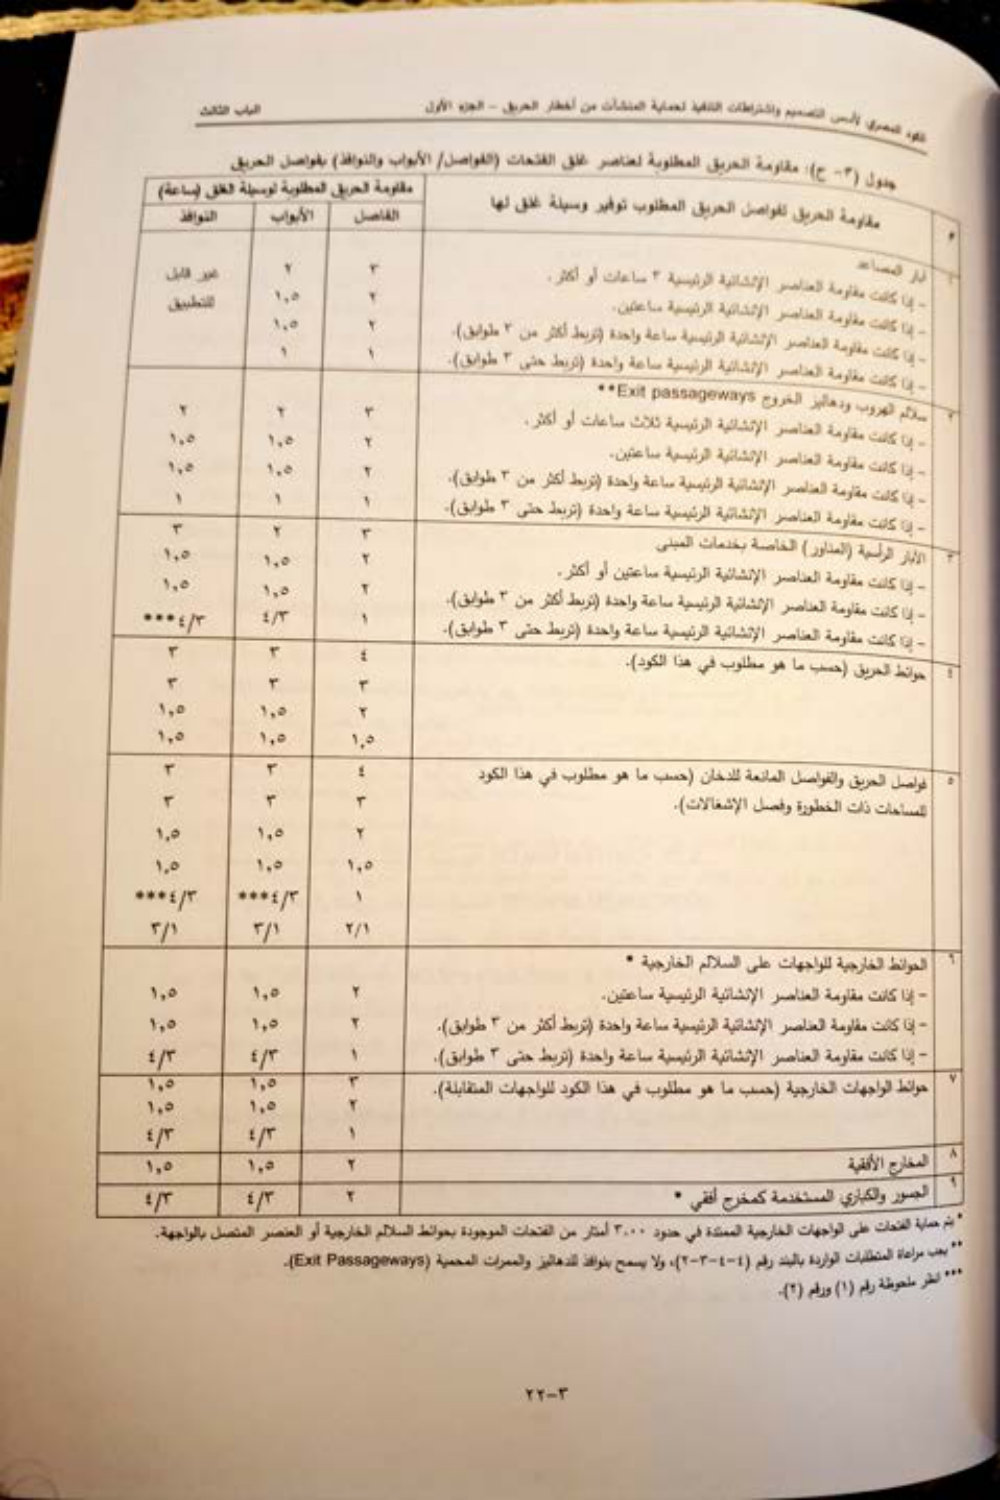 الكود المصري لأسس التصميم واشتراطات التنفيذ لحماية المنشآت من أخطار الحريق – الجزء الأول الباب الثالث
جدول (٣- ح): مقاومة الحريق المطلوبة لعناصر غلق الفتحات (الفواصل/ الأبواب والنوافذ) بفواصل الحريق
م مقاومة الحريق لفواصل الحريق المطلوب توفير وسيلة غلق لها مقاومة الحريق المطلوبة لوسيلة الغلق (ساعة)
الفاصل الأبواب النوافذ
١ آبار المصاعد
– إذا كانت مقاومة العناصر الإنشائية الرئيسية ٣ ساعات أو أكثر. ٣ ٢ غير قابل
– إذا كانت مقاومة العناصر الإنشائية الرئيسية ساعتين. ٢ ١,٥ للتطبيق
– إذا كانت مقاومة العناصر الإنشائية الرئيسية ساعة واحدة (تربط أكثر من ٣ طوابق). ٢ ١,٥
– إذا كانت مقاومة العناصر الإنشائية الرئيسية ساعة واحدة (تربط حتى ٣ طوابق). ١ ١
٢ سلالم الهروب ودهاليز الخروج Exit passageways**
– إذا كانت مقاومة العناصر الإنشائية الرئيسية ثلاث ساعات أو أكثر. ٣ ٢ ٢
– إذا كانت مقاومة العناصر الإنشائية الرئيسية ساعتين. ٢ ١,٥ ١,٥
– إذا كانت مقاومة العناصر الإنشائية الرئيسية ساعة واحدة (تربط أكثر من ٣ طوابق). ٢ ١,٥ ١,٥
– إذا كانت مقاومة العناصر الإنشائية الرئيسية ساعة واحدة (تربط حتى ٣ طوابق). ١ ١ ١
٣ الآبار الرأسية (المناور) الخاصة بخدمات المبنى ٣ ٢ ٣
– إذا كانت مقاومة العناصر الإنشائية الرئيسية ساعتين أو أكثر. ٢ ١,٥ ١,٥
– إذا كانت مقاومة العناصر الإنشائية الرئيسية ساعة واحدة (تربط أكثر من ٣ طوابق). ٢ ١,٥ ١,٥
– إذا كانت مقاومة العناصر الإنشائية الرئيسية ساعة واحدة (تربط حتى ٣ طوابق). ١ ٤/٣ ٤/٣***
٤ حوائط الحريق (حسب ما هو مطلوب في هذا الكود). ٤ ٣ ٣
٣ ٣ ٣
٢ ١,٥ ١,٥
١,٥ ١,٥ ١,٥
٥ فواصل الحريق والفواصل المانعة للدخان (حسب ما هو مطلوب في هذا الكود ٤ ٣ ٣
للمساحات ذات الخطورة وفصل الإشغالات). ٣ ٣ ٣
٢ ١,٥ ١,٥
١,٥ ١,٥ ١,٥
١ ٤/٣*** ٤/٣***
٢/١ ٣/١ ٣/١
٦ الحوائط الخارجية للواجهات على السلالم الخارجية *
– إذا كانت مقاومة العناصر الإنشائية الرئيسية ساعتين. ٢ ١,٥ ١,٥
– إذا كانت مقاومة العناصر الإنشائية الرئيسية ساعة واحدة (تربط أكثر من ٣ طوابق). ٢ ١,٥ ١,٥
– إذا كانت مقاومة العناصر الإنشائية الرئيسية ساعة واحدة (تربط حتى ٣ طوابق). ١ ٤/٣ ٤/٣
٧ حوائط الواجهات الخارجية (حسب ما هو مطلوب في هذا الكود للواجهات المتقابلة). ٣ ١,٥ ١,٥
٢ ١,٥ ١,٥
١ ٤/٣ ٤/٣
٨ المخارج الأفقية ٢ ١,٥ ١,٥
٩ الجسور والكباري المستخدمة كمخرج أفقي * ٢ ٤/٣ ٤/٣
* يتم حماية الفتحات على الواجهات الخارجية الممتدة في حدود ٣,٠٠ أمتار من الفتحات الموجودة بحوائط السلالم الخارجية أو العنصر المتصل بالواجهة.
** يجب مراعاة المتطلبات الواردة بالبند رقم (٤-٤-٣-٢)، ولا يسمح بنوافذ للدهاليز والممرات المحمية (Exit Passageways).
*** انظر ملحوظة رقم (١) ورقم (٢).
٣-٢٢